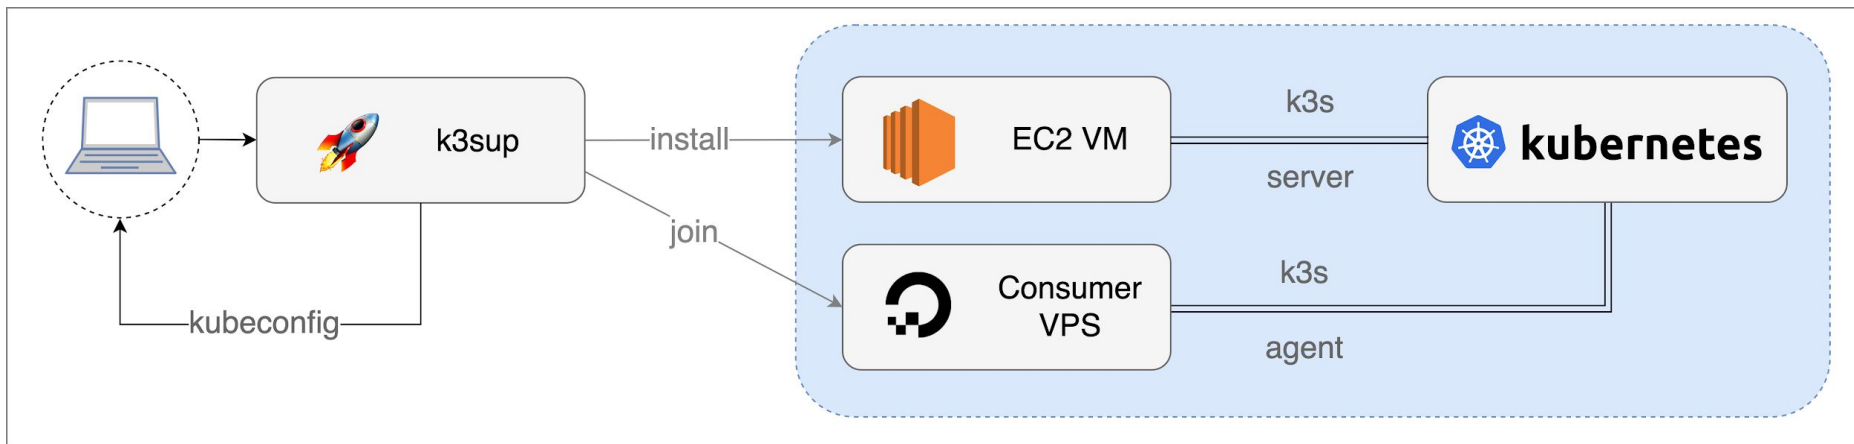 k3sup
install
join
kubeconfig
EC2 VM
Consumer
VPS
k3s
server
k3s
agent
kubernetes